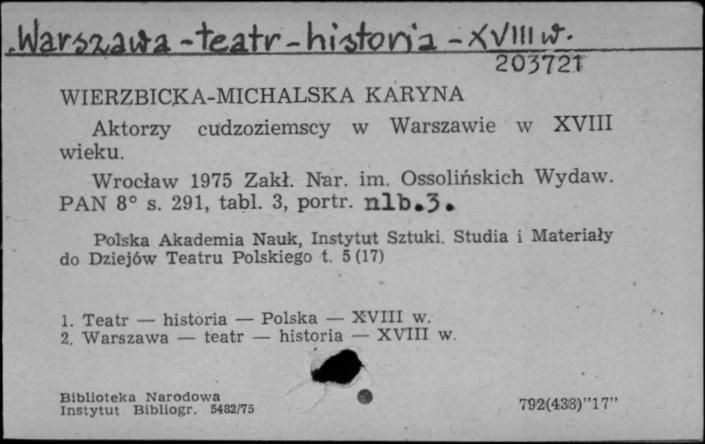 Warszawa - teatr - historia - XVIII w.
203721
WIERZBICKA-MICHALSKA KARYNA
Aktorzy cudzoziemscy w Warszawie w XVIII
wieku.
Wrocław 1975 Zakł. Nar. im. Ossolińskich Wydaw.
PAN 8° s. 291, tabl. 3, portr. nlb.3.
Polska Akademia Nauk, Instytut Sztuki. Studia i Materiały
do Dziejów Teatru Polskiego t. 5 (17)
1. Teatr — historia — Polska — XVIII w.
2. Warszawa — teatr — historia — XVIII w.
Biblioteka Narodowa
Instytut Bibliogr. 5482/75
792(438)"17"